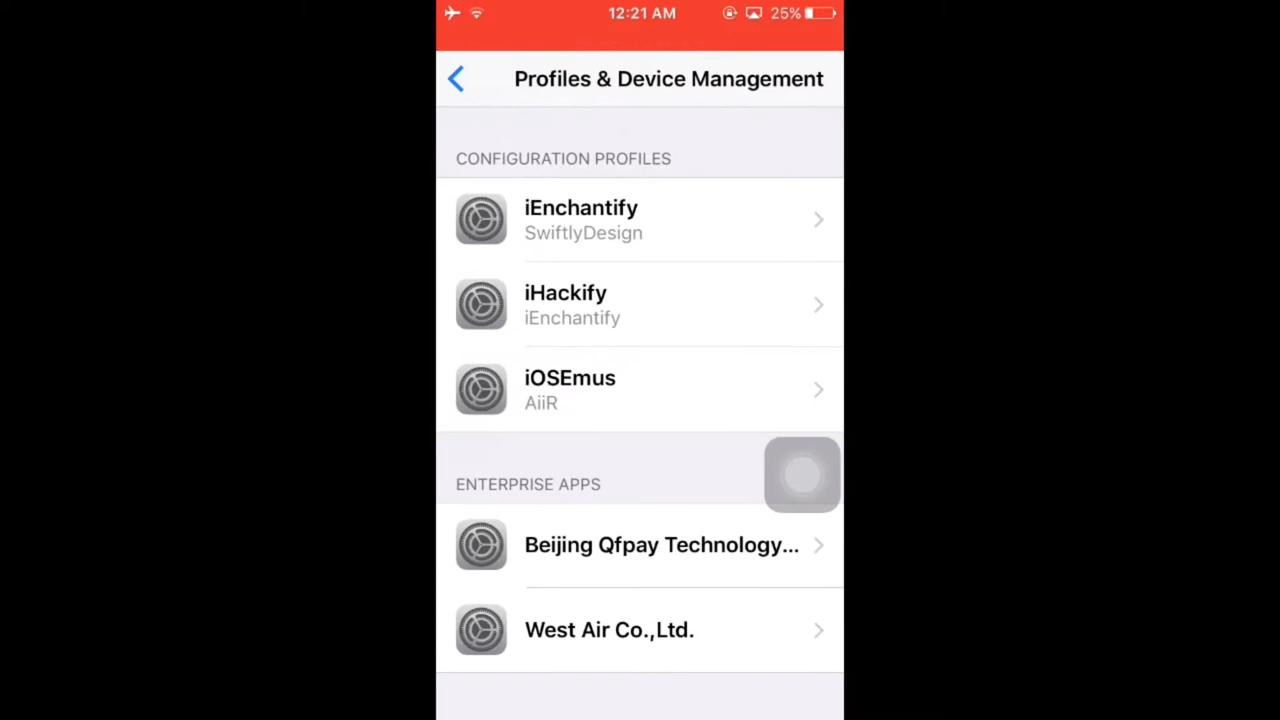 12:21 AM 25%
Profiles & Device Management
CONFIGURATION PROFILES
iEnchantify
SwiftlyDesign
iHackify
iEnchantify
iOSEmus
AiiR
ENTERPRISE APPS
Beijing Qfpay Technology...
West Air Co.,Ltd.